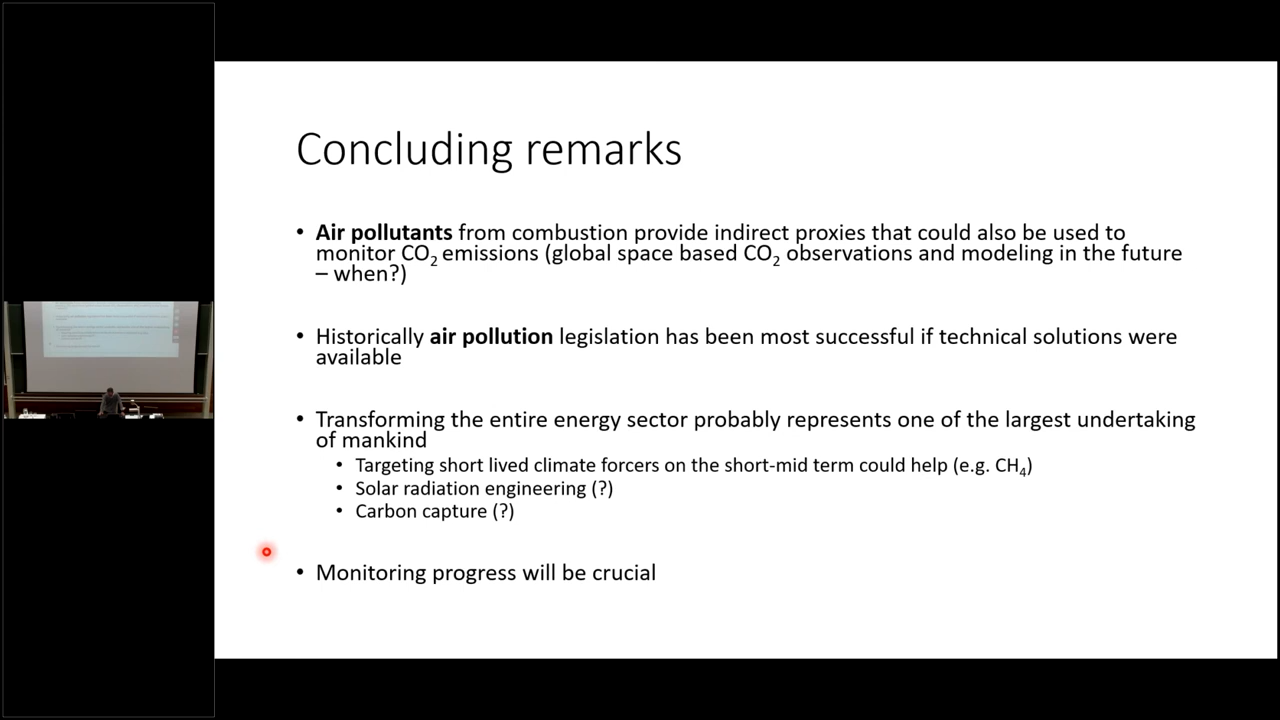 Concluding remarks
• Air pollutants from combustion provide indirect proxies that could also be used to
monitor CO2 emissions (global space based CO2 observations and modeling in the future
– when?)
• Historically air pollution legislation has been most successful if technical solutions were
available
• Transforming the entire energy sector probably represents one of the largest undertaking
of mankind
• Targeting short lived climate forcers on the short-mid term could help (e.g. CH4)
• Solar radiation engineering (?)
• Carbon capture (?)
• Monitoring progress will be crucial